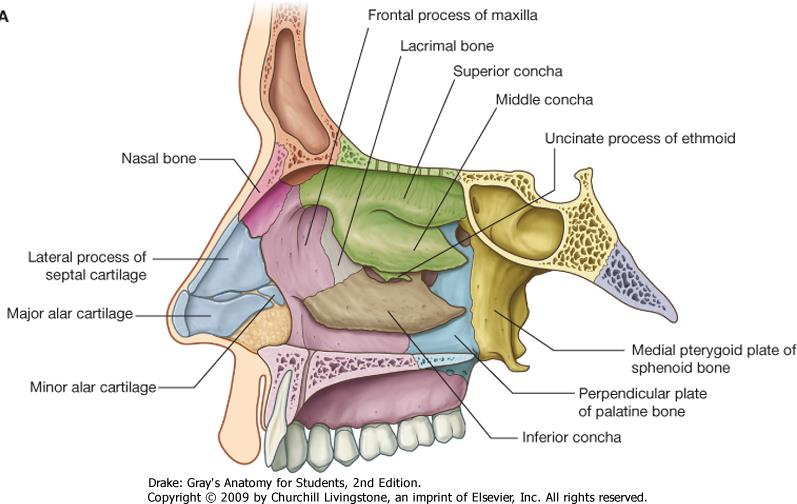 A
Frontal process of maxilla
Lacrimal bone
Superior concha
Middle concha
Uncinate process of ethmoid
Nasal bone
Lateral process of
septal cartilage
Major alar cartilage
Minor alar cartilage
Medial pterygoid plate of
sphenoid bone
Perpendicular plate
of palatine bone
Inferior concha
Drake: Gray's Anatomy for Students, 2nd Edition.
Copyright © 2009 by Churchill Livingstone, an imprint of Elsevier, Inc. All rights reserved.